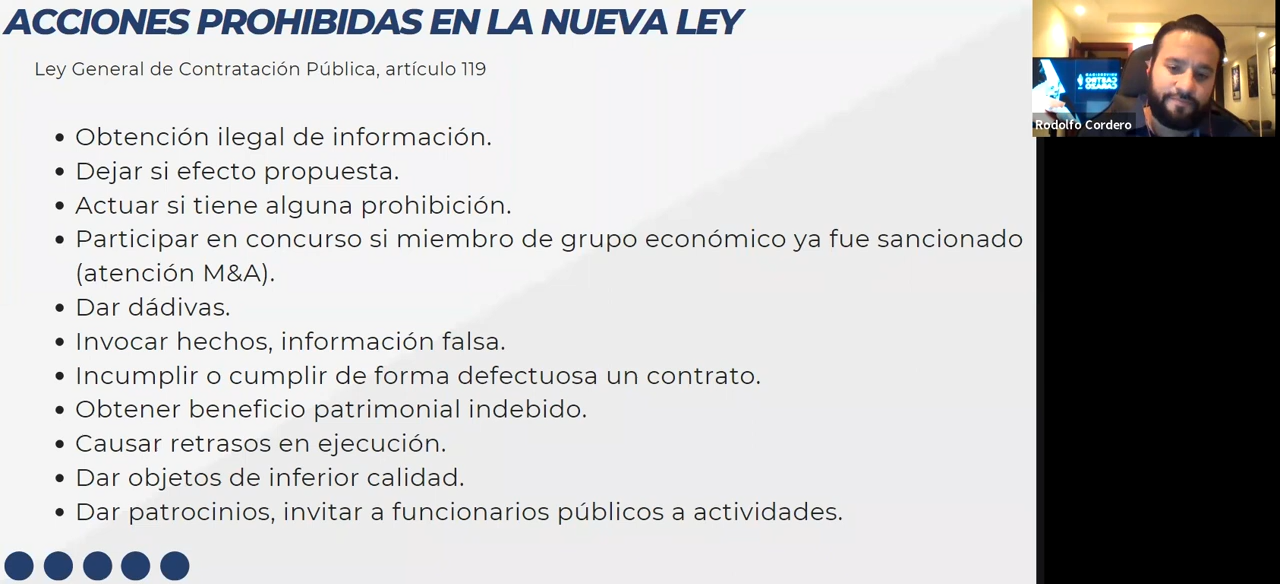 ACCIONES PROHIBIDAS EN LA NUEVA LEY
Ley General de Contratación Pública, artículo 119
• Obtención ilegal de información.
• Dejar si efecto propuesta.
• Actuar si tiene alguna prohibición.
• Participar en concurso si miembro de grupo económico ya fue sancionado
(atención M&A).
• Dar dádivas.
• Invocar hechos, información falsa.
• Incumplir o cumplir de forma defectuosa un contrato.
• Obtener beneficio patrimonial indebido.
• Causar retrasos en ejecución.
• Dar objetos de inferior calidad.
• Dar patrocinios, invitar a funcionarios públicos a actividades.
Rodolfo Cordero